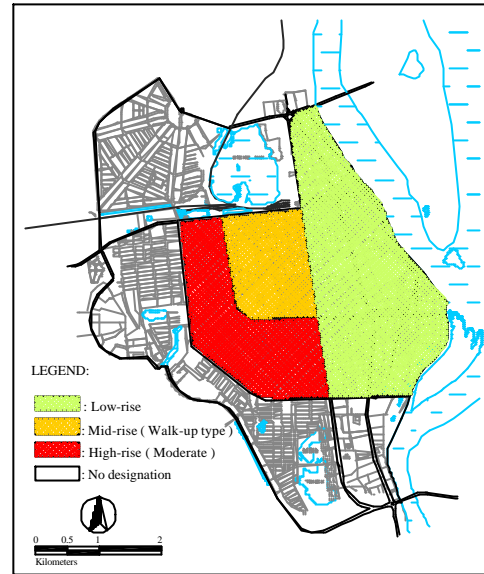 LEGEND:
: Low-rise
: Mid-rise ( Walk-up type )
: High-rise ( Moderate )
: No designation
0 0.5 1 2
Kilometers